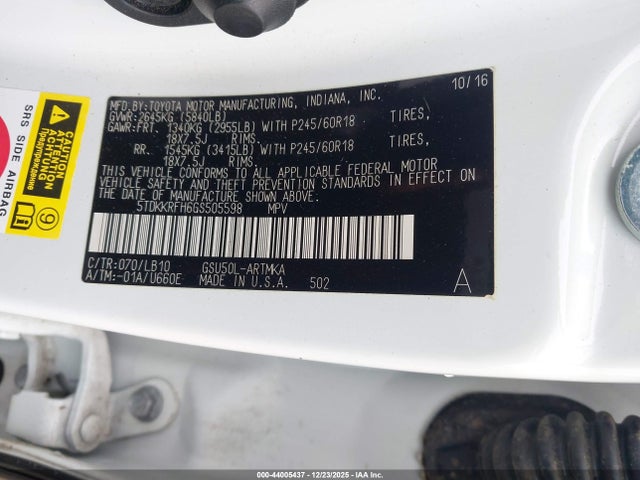 10/16
MFD.BY:TOYOTA MOTOR MANUFACTURING, INDIANA, INC.
GVWR:2645KG (5840LB)
GAWR:FRT. 1340KG (2955LB) WITH P245/60R18 TIRES,
18X7.5J RIMS,
RR. 1545KG (3415LB) WITH P245/60R18 TIRES,
18X7.5J RIMS.
THIS VEHICLE CONFORMS TO ALL APPLICABLE FEDERAL MOTOR
VEHICLE SAFETY AND THEFT PREVENTION STANDARDS IN EFFECT ON
THE DATE OF MANUFACTURE SHOWN ABOVE.
5TDKKRFH6GS505598 MPV
C/TR:070/LB10 GSU50L-ARTMKA
A/TM:-01A/U660E MADE IN U.S.A. 502
A
SRS SIDE AIRBAG
CAUTION
ACHTUNG
9
000-44005437 - 12/23/2025 - IAA Inc.